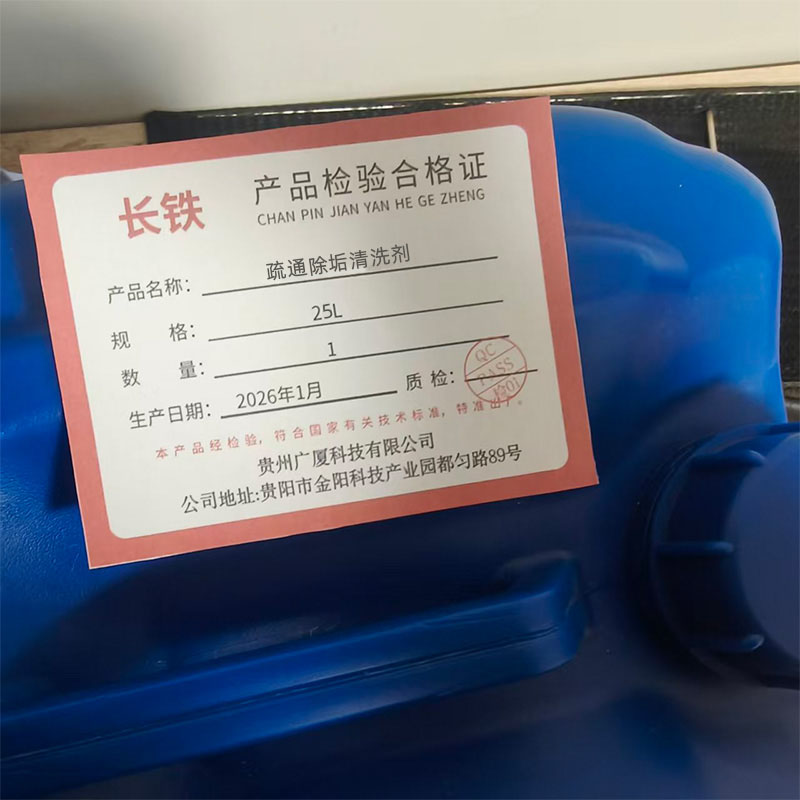 长铁
产品检验合格证
CHAN PIN JIAN YAN HE GE ZHENG
产品名称： 疏通除垢清洗剂
规 格： 25L
数 量： 1
生产日期： 2026年1月 质检：
QC
PASS
检01
本产品经检验，符合国家有关技术标准，特准出厂。
贵州广厦科技有限公司
公司地址:贵阳市金阳科技产业园都匀路89号